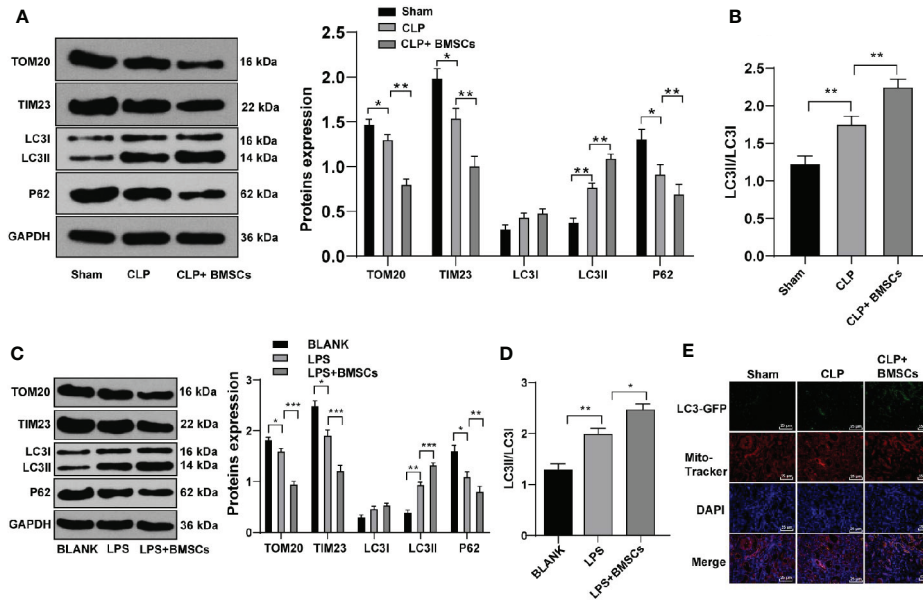 A
TOM20
16 kDa
TIM23
22 kDa
LC3I
16 kDa
LC3II
14 kDa
P62
62 kDa
GAPDH
36 kDa
Sham CLP CLP+ BMSCs
Sham
CLP
CLP+ BMSCs
Proteins expression
2.5
2.0
1.5
1.0
0.5
0.0
* ** * ** ** ** * **
TOM20 TIM23 LC3I LC3II P62
B
LC3II/LC3I
2.5
2.0
1.5
1.0
0.5
** **
Sham
CLP
CLP+ BMSCs
C
TOM20
16 kDa
TIM23
22 kDa
LC3I
16 kDa
LC3II
14 kDa
P62
62 kDa
GAPDH
36 kDa
BLANK LPS LPS+BMSCs
BLANK
LPS
LPS+BMSCs
Proteins expression
3
2
1
0
* *** * *** ** *** * **
TOM20 TIM23 LC3I LC3II P62
D
LC3II/LC3I
3
2
1
0
** *
BLANK
LPS
LPS+BMSCs
E
Sham CLP CLP+
BMSCs
LC3-GFP
Mito-
Tracker
DAPI
Merge